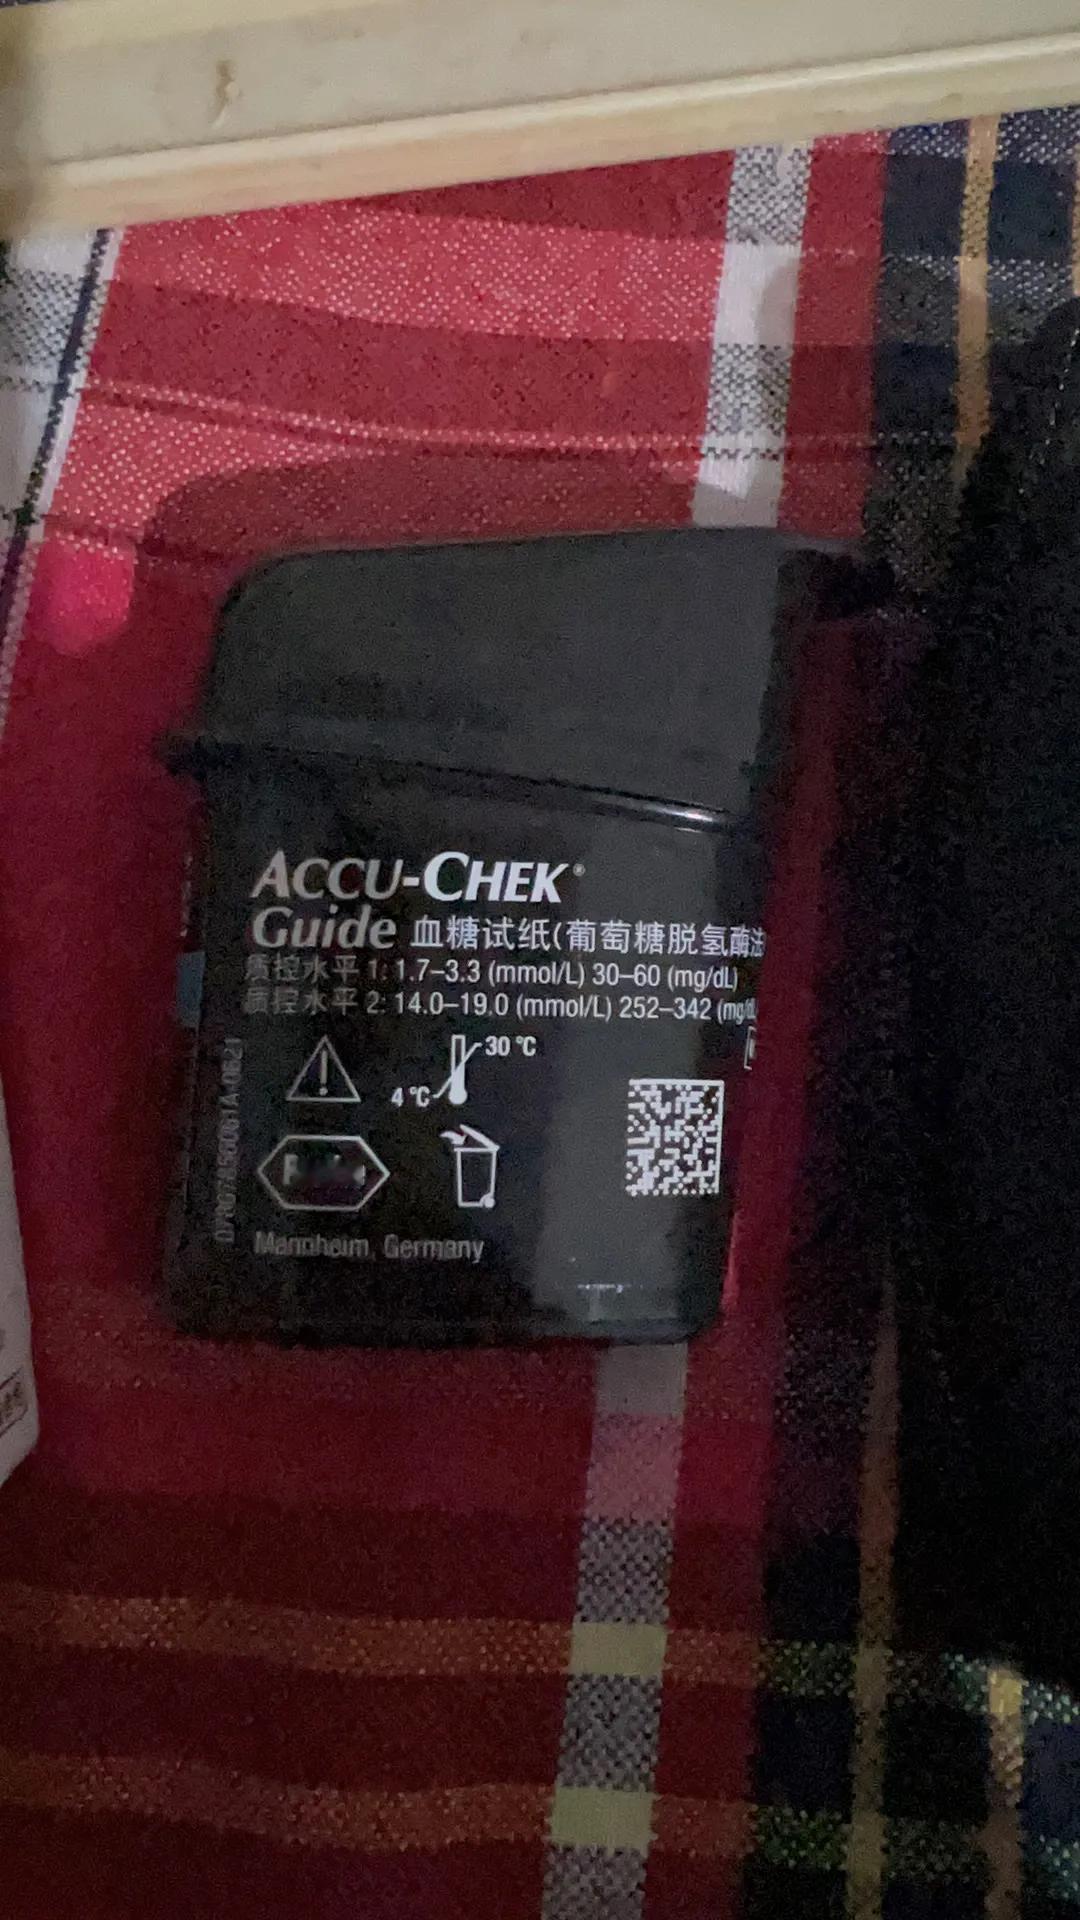 ACCU-CHEK®
Guide 血糖试纸(葡萄糖脱氢酶法
质控水平 1: 1.7–3.3 (mmol/L) 30–60 (mg/dL)
质控水平 2: 14.0–19.0 (mmol/L) 252–342 (mg/dL
30 °C
4 °C
Mannheim, Germany